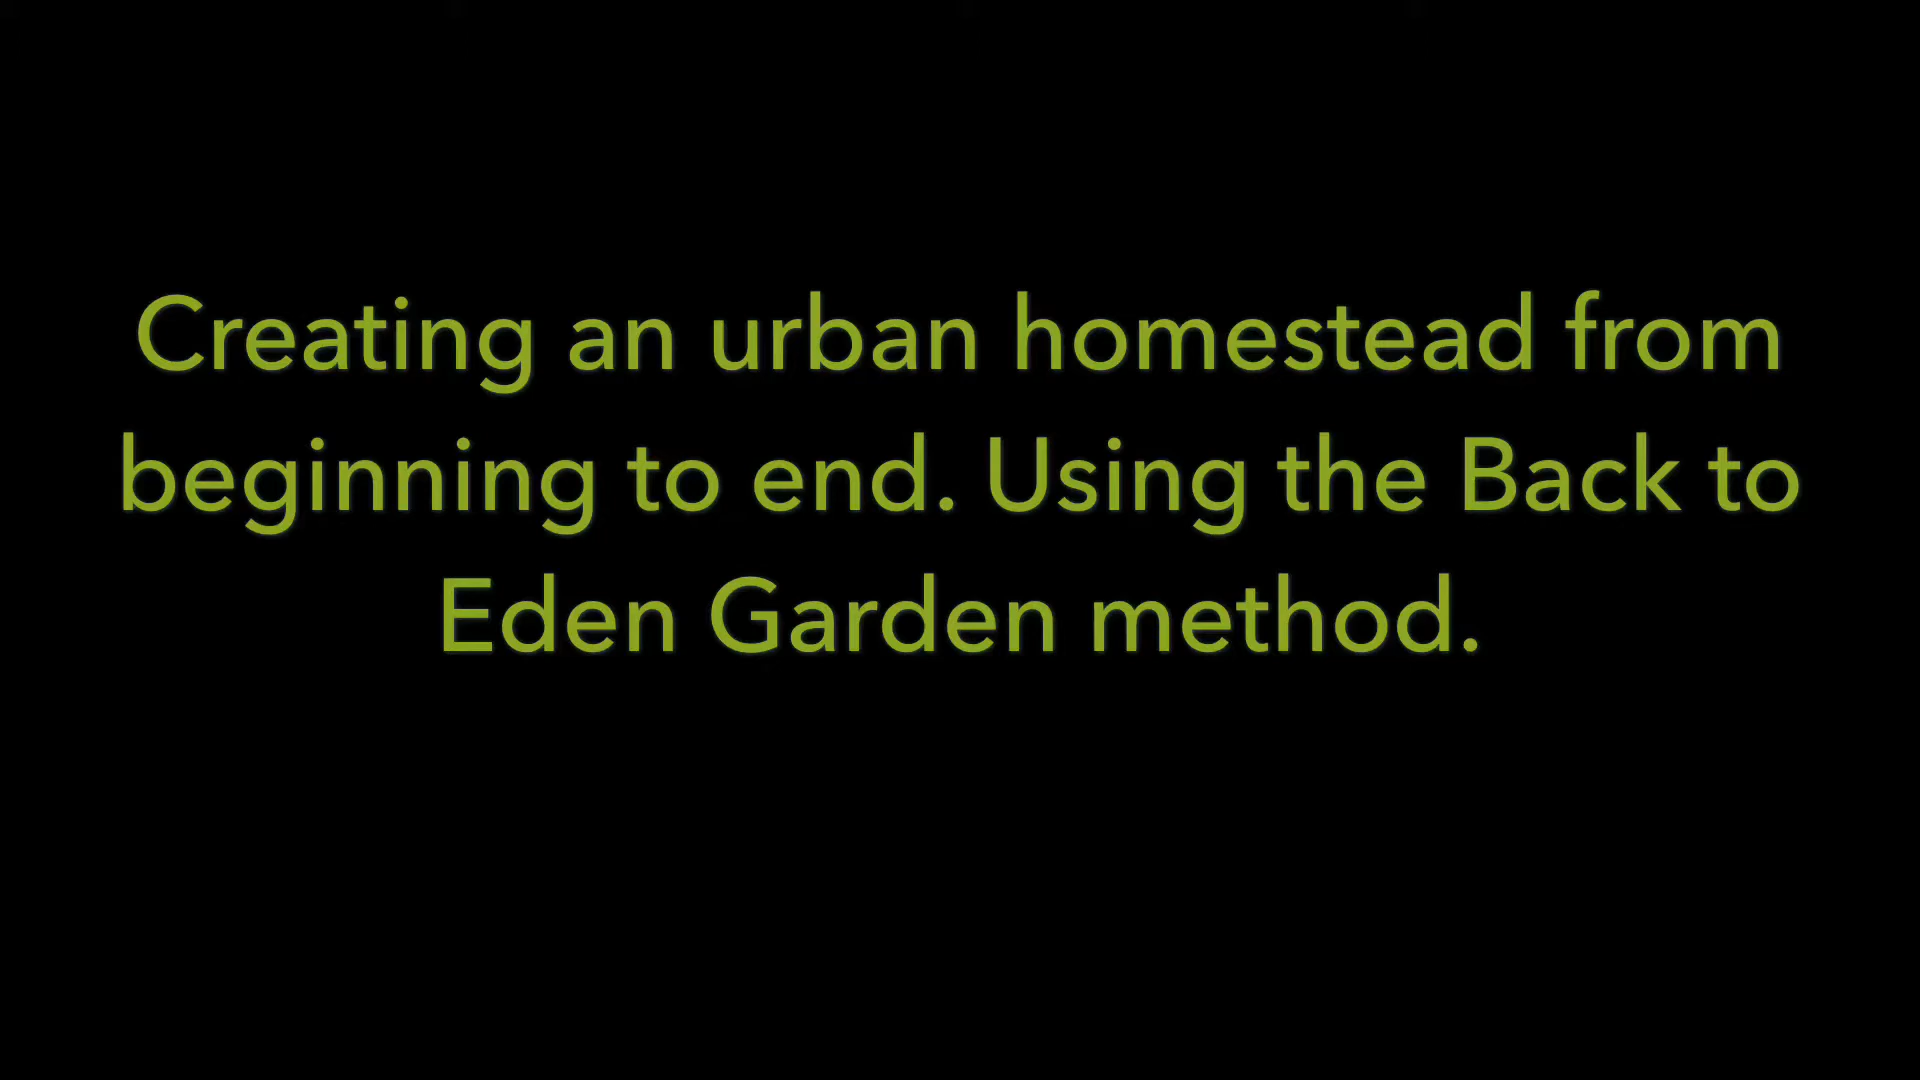 Creating an urban homestead from
beginning to end. Using the Back to
Eden Garden method.